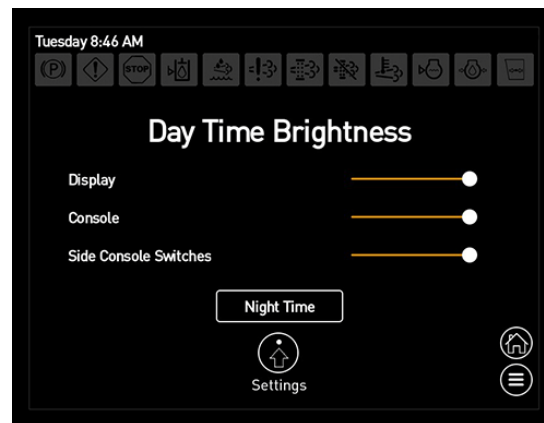 Tuesday 8:46 AM
(P) STOP
Day Time Brightness
Display
Console
Side Console Switches
Night Time
Settings